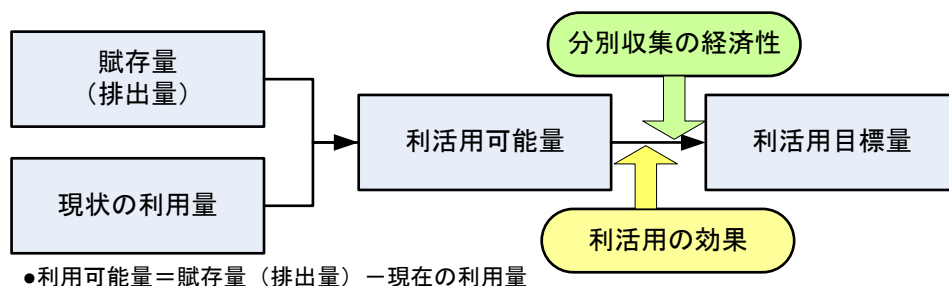 賦存量
（排出量）
現状の利用量
利活用可能量
分別収集の経済性
利活用の効果
利活用目標量
●利用可能量＝賦存量（排出量）－現在の利用量